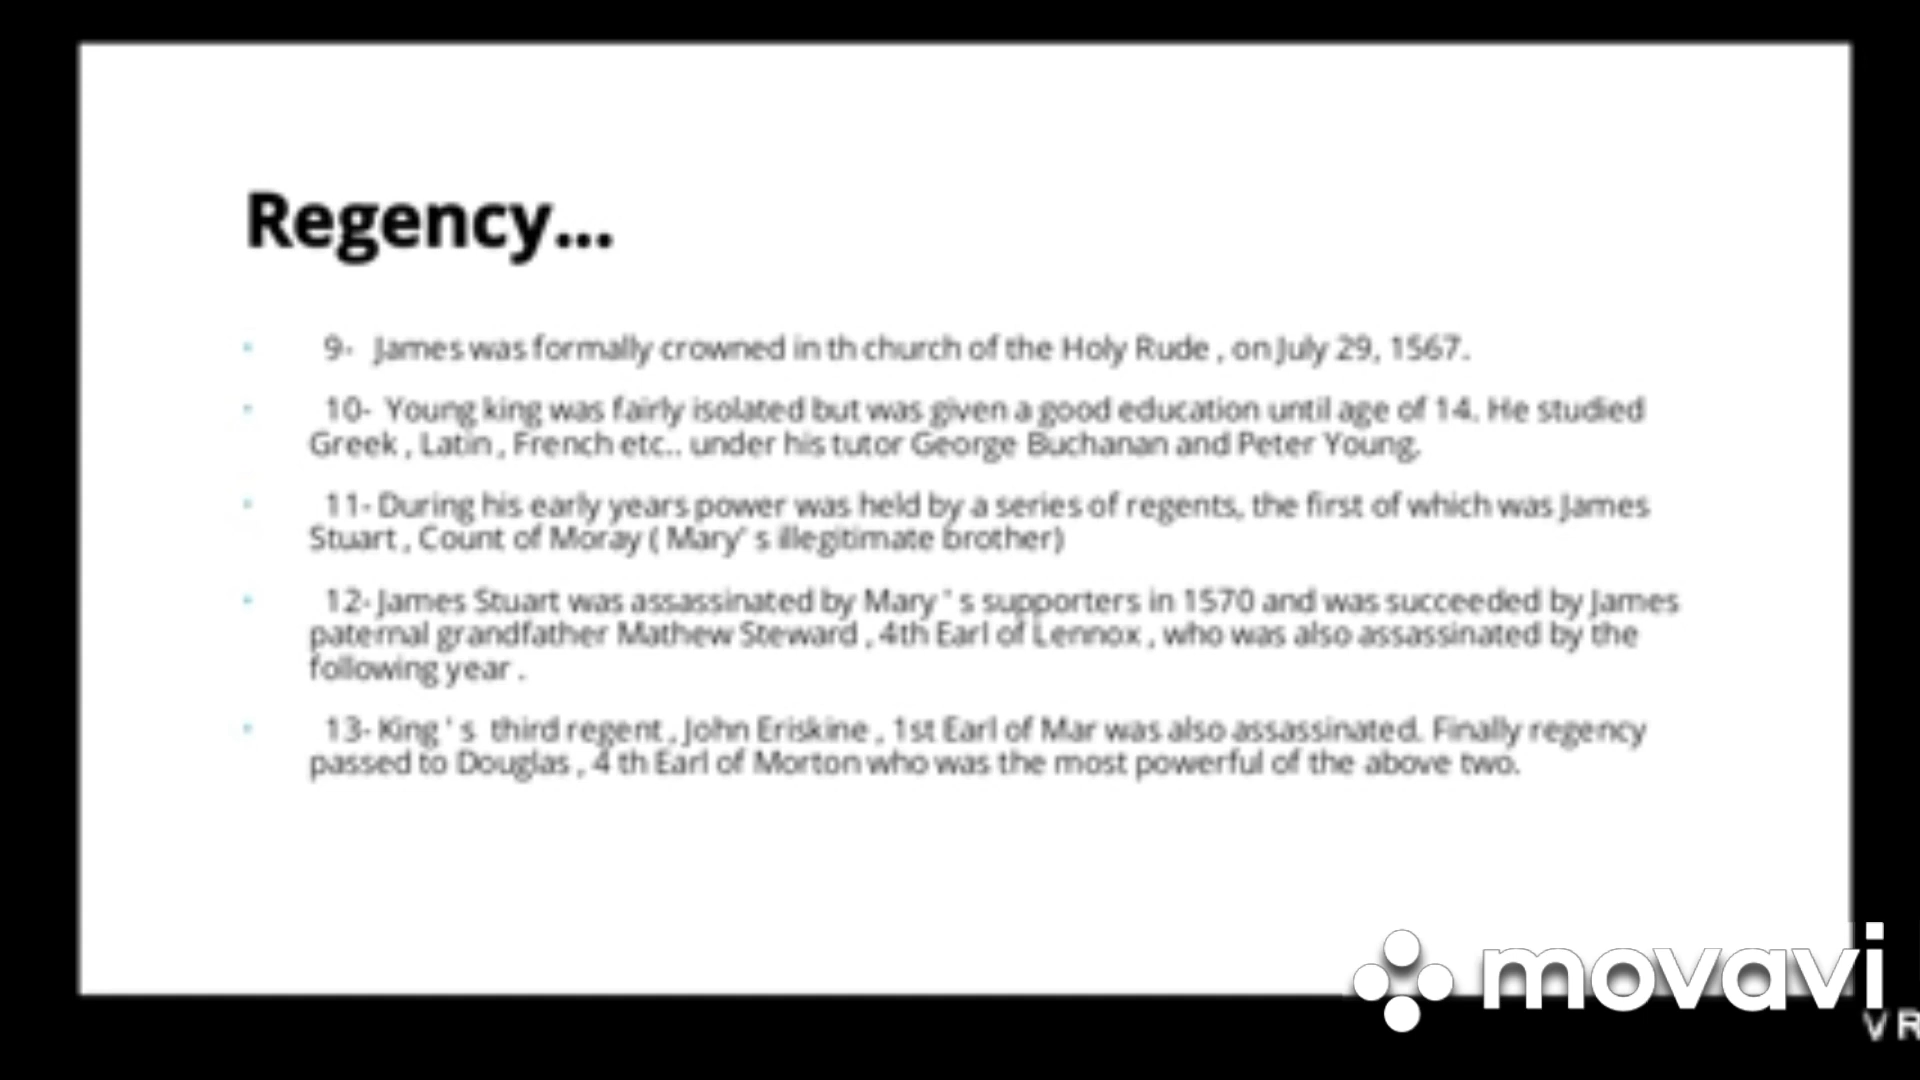 Regency...
9- James was formally crowned in th church of the Holy Rude , on July 29, 1567.
10- Young king was fairly isolated but was given a good education until age of 14. He studied
Greek , Latin , French etc.. under his tutor George Buchanan and Peter Young.
11- During his early years power was held by a series of regents, the first of which was James
Stuart , Count of Moray ( Mary' s illegitimate brother)
12- James Stuart was assassinated by Mary ' s supporters in 1570 and was succeeded by James
paternal grandfather Mathew Steward , 4th Earl of Lennox , who was also assassinated by the
following year .
13- King ' s third regent , John Eriskine , 1st Earl of Mar was also assassinated. Finally regency
passed to Douglas , 4 th Earl of Morton who was the most powerful of the above two.
movavi
V R